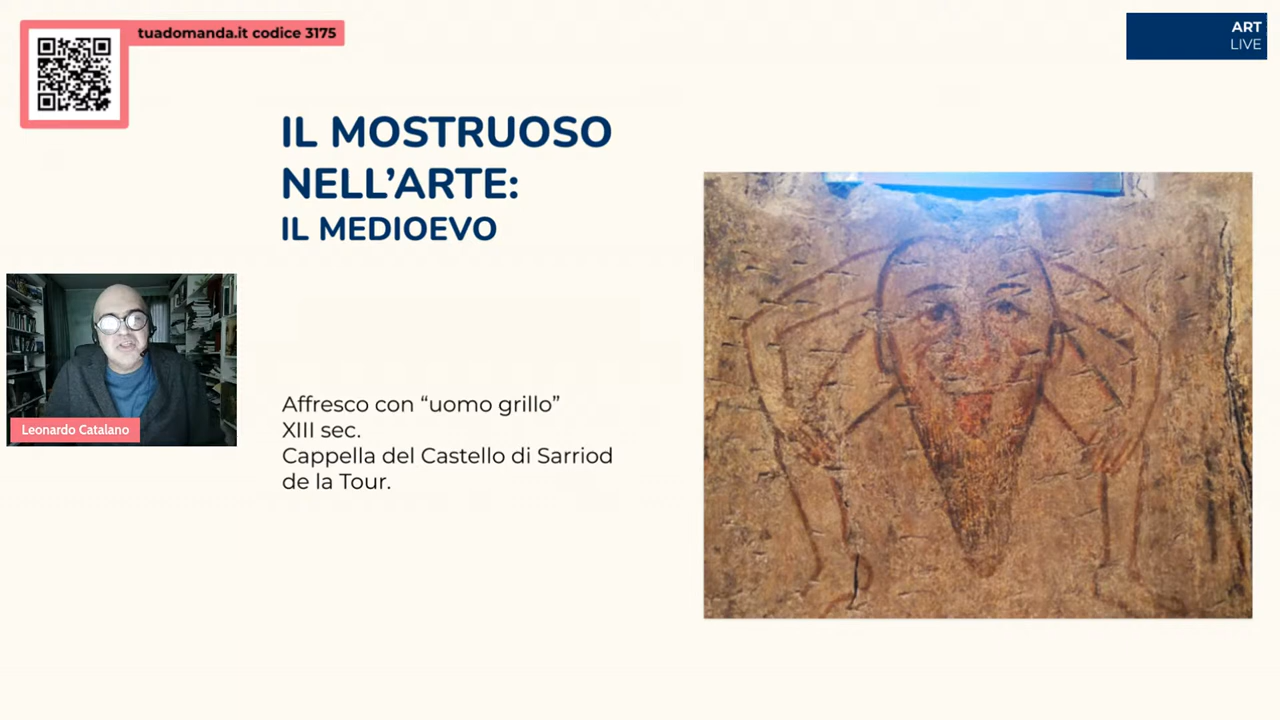 tuadomanda.it codice 3175
ART
LIVE
IL MOSTRUOSO
NELL’ARTE:
IL MEDIOEVO
Leonardo Catalano
Affresco con “uomo grillo”
XIII sec.
Cappella del Castello di Sarriod
de la Tour.